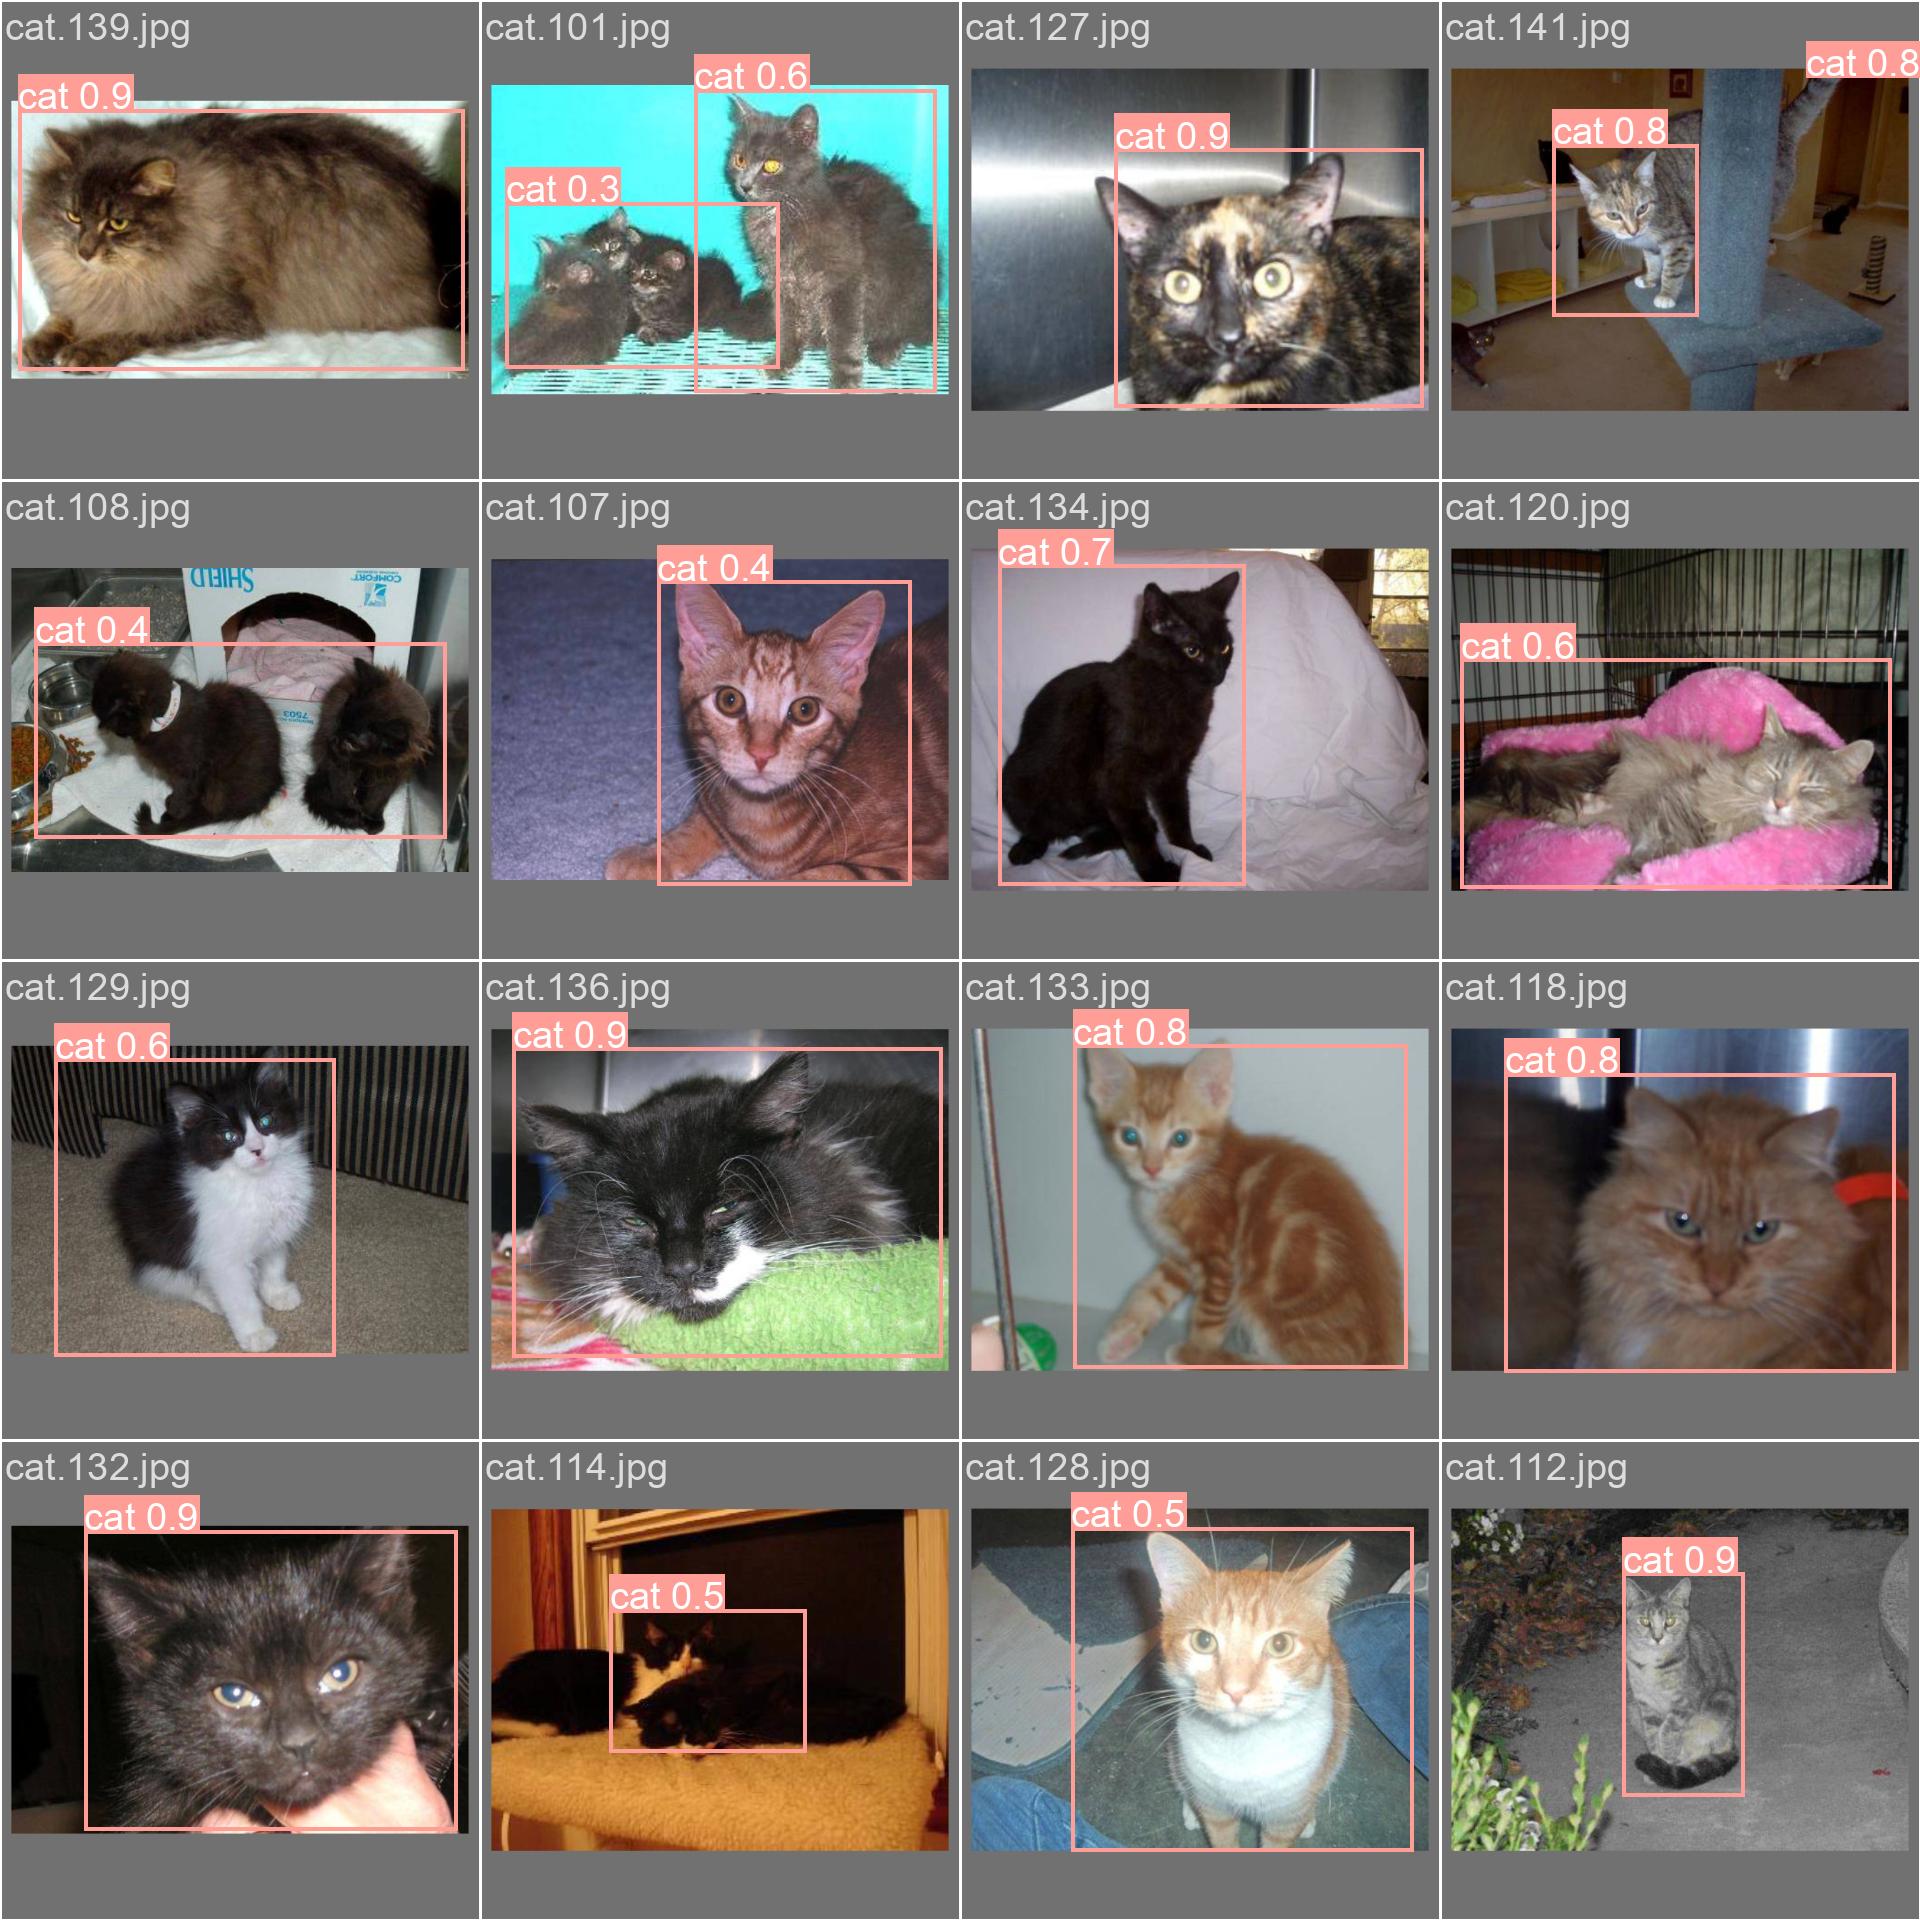 cat.139.jpg
cat 0.9
cat.101.jpg
cat 0.6
cat 0.3
cat.127.jpg
cat 0.9
cat.141.jpg
cat 0.8
cat 0.8
cat.108.jpg
SHIELD
COMFORT
7503
cat 0.4
cat.107.jpg
cat 0.4
cat.134.jpg
cat 0.7
cat.120.jpg
cat 0.6
cat.129.jpg
cat 0.6
cat.136.jpg
cat 0.9
cat.133.jpg
cat 0.8
cat.118.jpg
cat 0.8
cat.132.jpg
cat 0.9
cat.114.jpg
cat 0.5
cat.128.jpg
cat 0.5
cat.112.jpg
cat 0.9